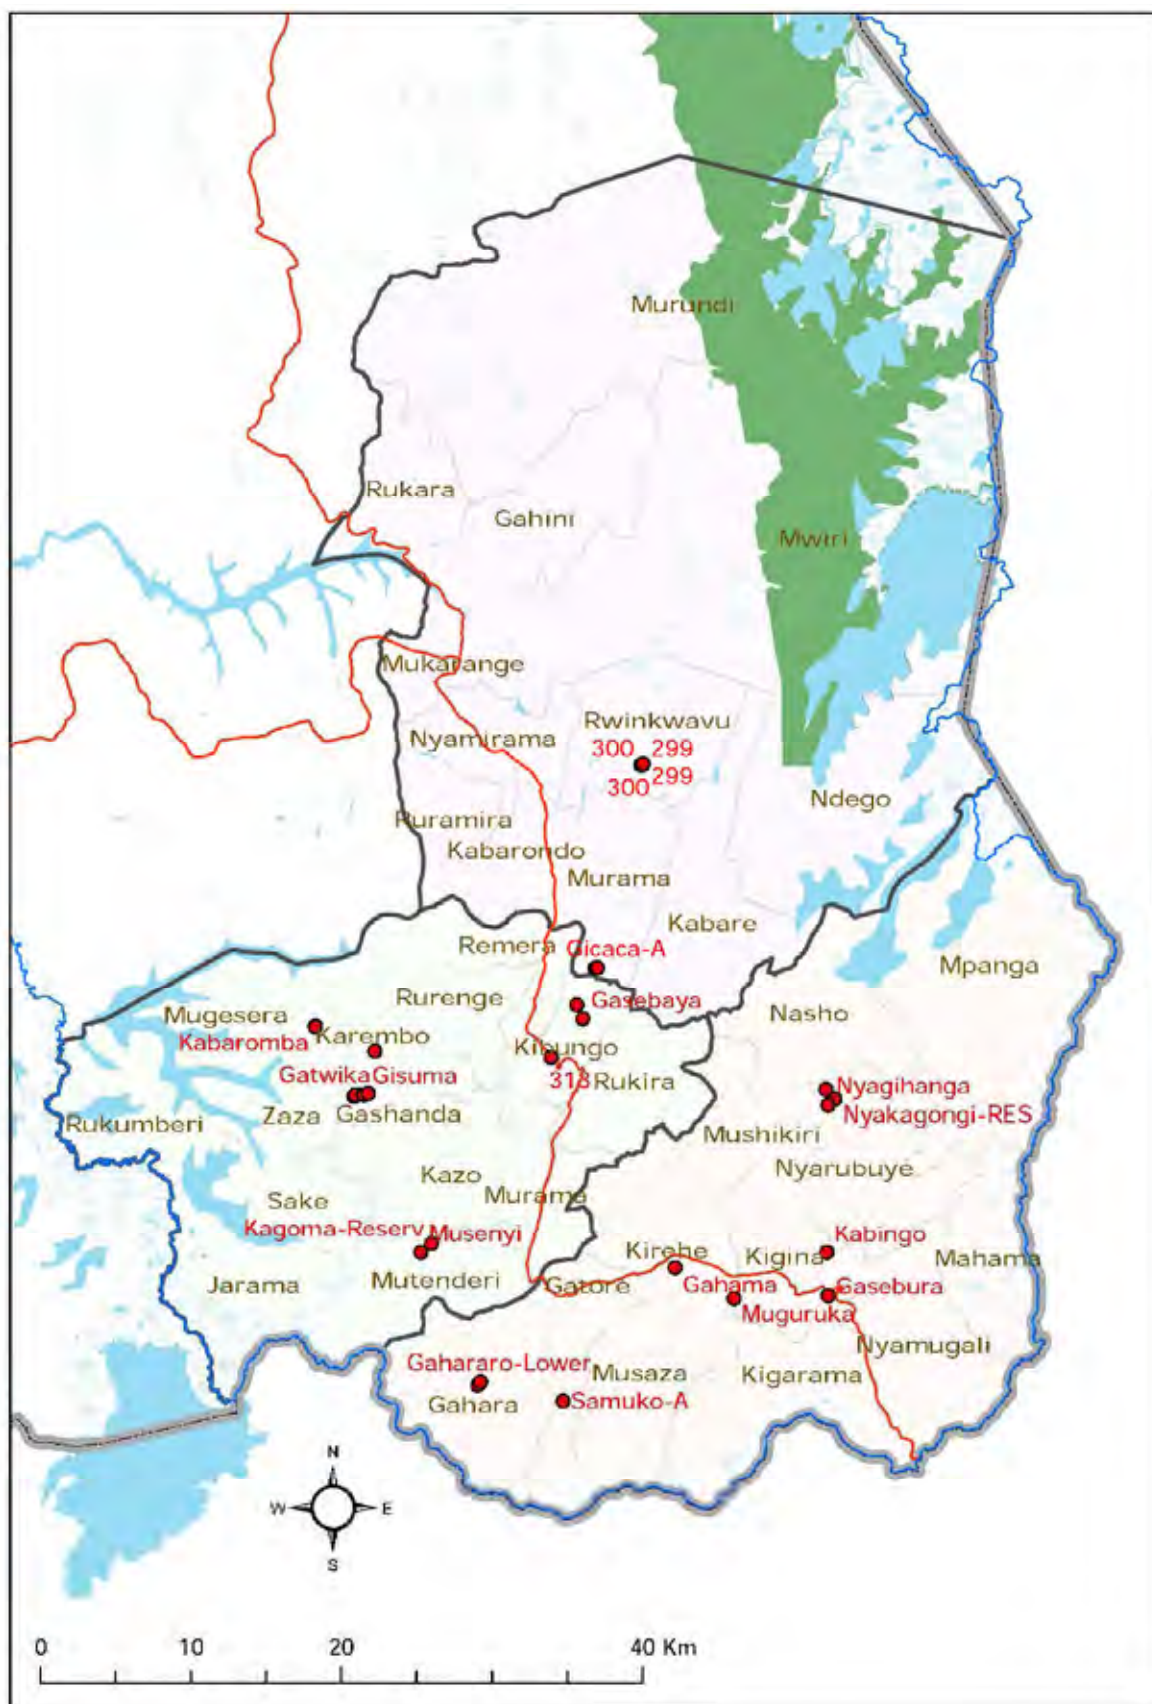 Murundi
Rukara
Gahini
Mwiri
Mukarange
Rwinkwavu
Nyamirama
300 299
300 299
Ndego
Ruramira
Kabarondo
Murama
Kabare
Remera
Gicaca-A
Mpanga
Rurenge
Gasebaya
Nasho
Mugesera
Karembo
Kabaromba
Kibungo
Gatwika Gisuma
318 Rukira
Nyagihanga
Zaza Gashanda
Nyakagongi-RES
Rukumberi
Mushikiri
Nyarubuye
Kazo
Murama
Sake
Kagoma-Reserv Musenyi
Kabingo
Kirehe
Kigina
Mahama
Jarama
Mutenderi
Gatore
Gahama
Gasebura
Muguruka
Nyamugali
Gahararo-Lower
Musaza
Kigarama
Gahara
Samuko-A
N
W E
S
0 10 20 40 Km